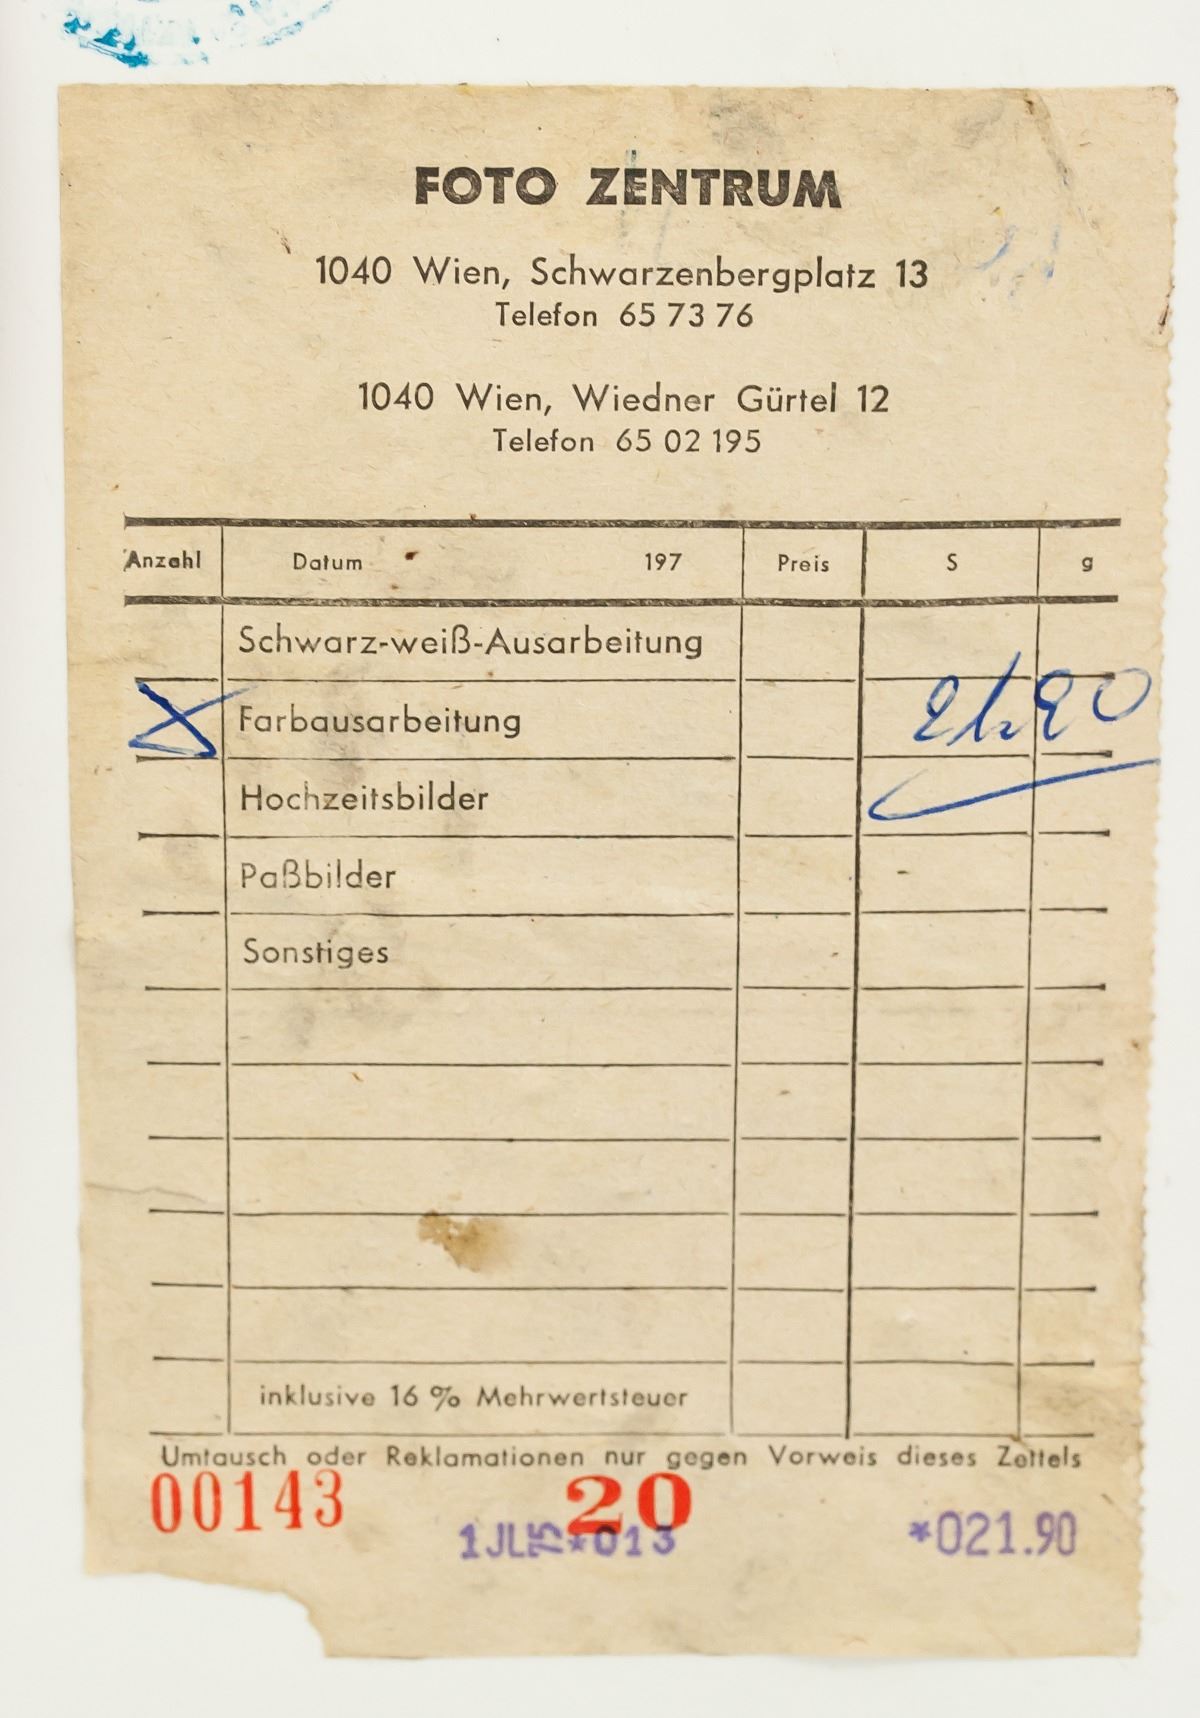 FOTO ZENTRUM
1040 Wien, Schwarzenbergplatz 13
Telefon 65 73 76
1040 Wien, Wiedner Gürtel 12
Telefon 65 02 195
Anzahl Datum 197 Preis S g
Schwarz-weiß-Ausarbeitung
Farbausarbeitung 21.90
Hochzeitsbilder
Paßbilder
Sonstiges
inklusive 16 % Mehrwertsteuer
Umtausch oder Reklamationen nur gegen Vorweis dieses Zettels
00143 20
1JL *013 *021.90